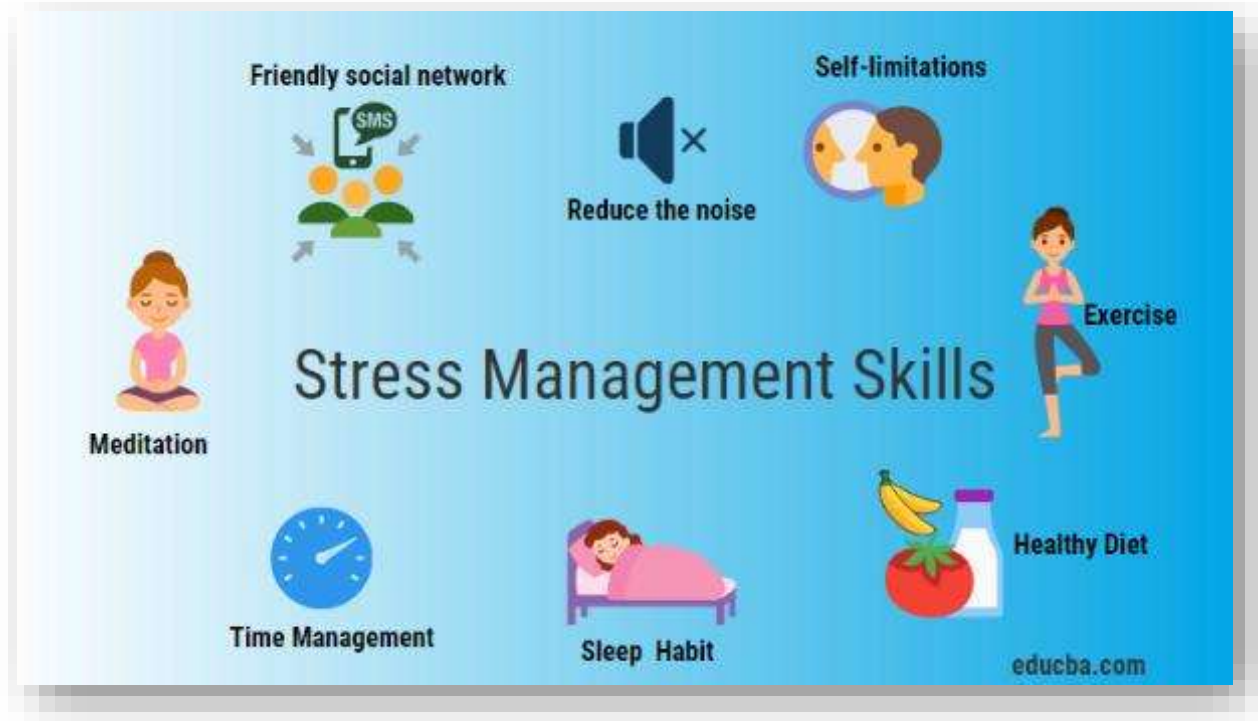 Friendly social network
SMS
Self-limitations
Reduce the noise
Exercise
Stress Management Skills
Meditation
Healthy Diet
Time Management
Sleep Habit
educba.com